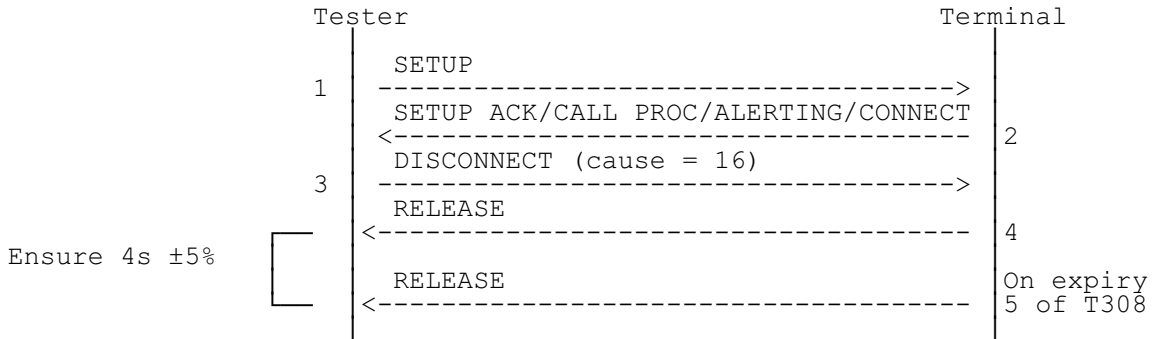 Tester Terminal
SETUP
1 ------------------------------------->
SETUP ACK/CALL PROC/ALERTING/CONNECT
<------------------------------------- 2
DISCONNECT (cause = 16)
3 ------------------------------------->
RELEASE
<-------------------------------------- 4
Ensure 4s ±5%
RELEASE On expiry
<-------------------------------------- 5 of T308